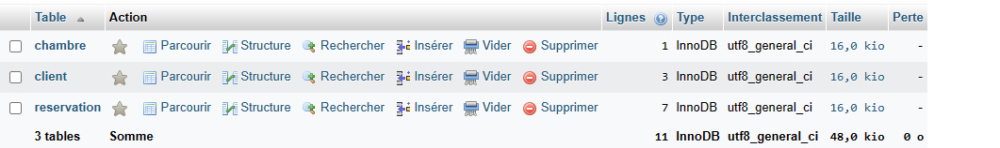 Table Action Lignes Type Interclassement Taille Perte
chambre Parcourir Structure Rechercher Insérer Vider Supprimer 1 InnoDB utf8_general_ci 16,0 kio -
client Parcourir Structure Rechercher Insérer Vider Supprimer 3 InnoDB utf8_general_ci 16,0 kio -
reservation Parcourir Structure Rechercher Insérer Vider Supprimer 7 InnoDB utf8_general_ci 16,0 kio -
3 tables Somme 11 InnoDB utf8_general_ci 48,0 kio 0 o